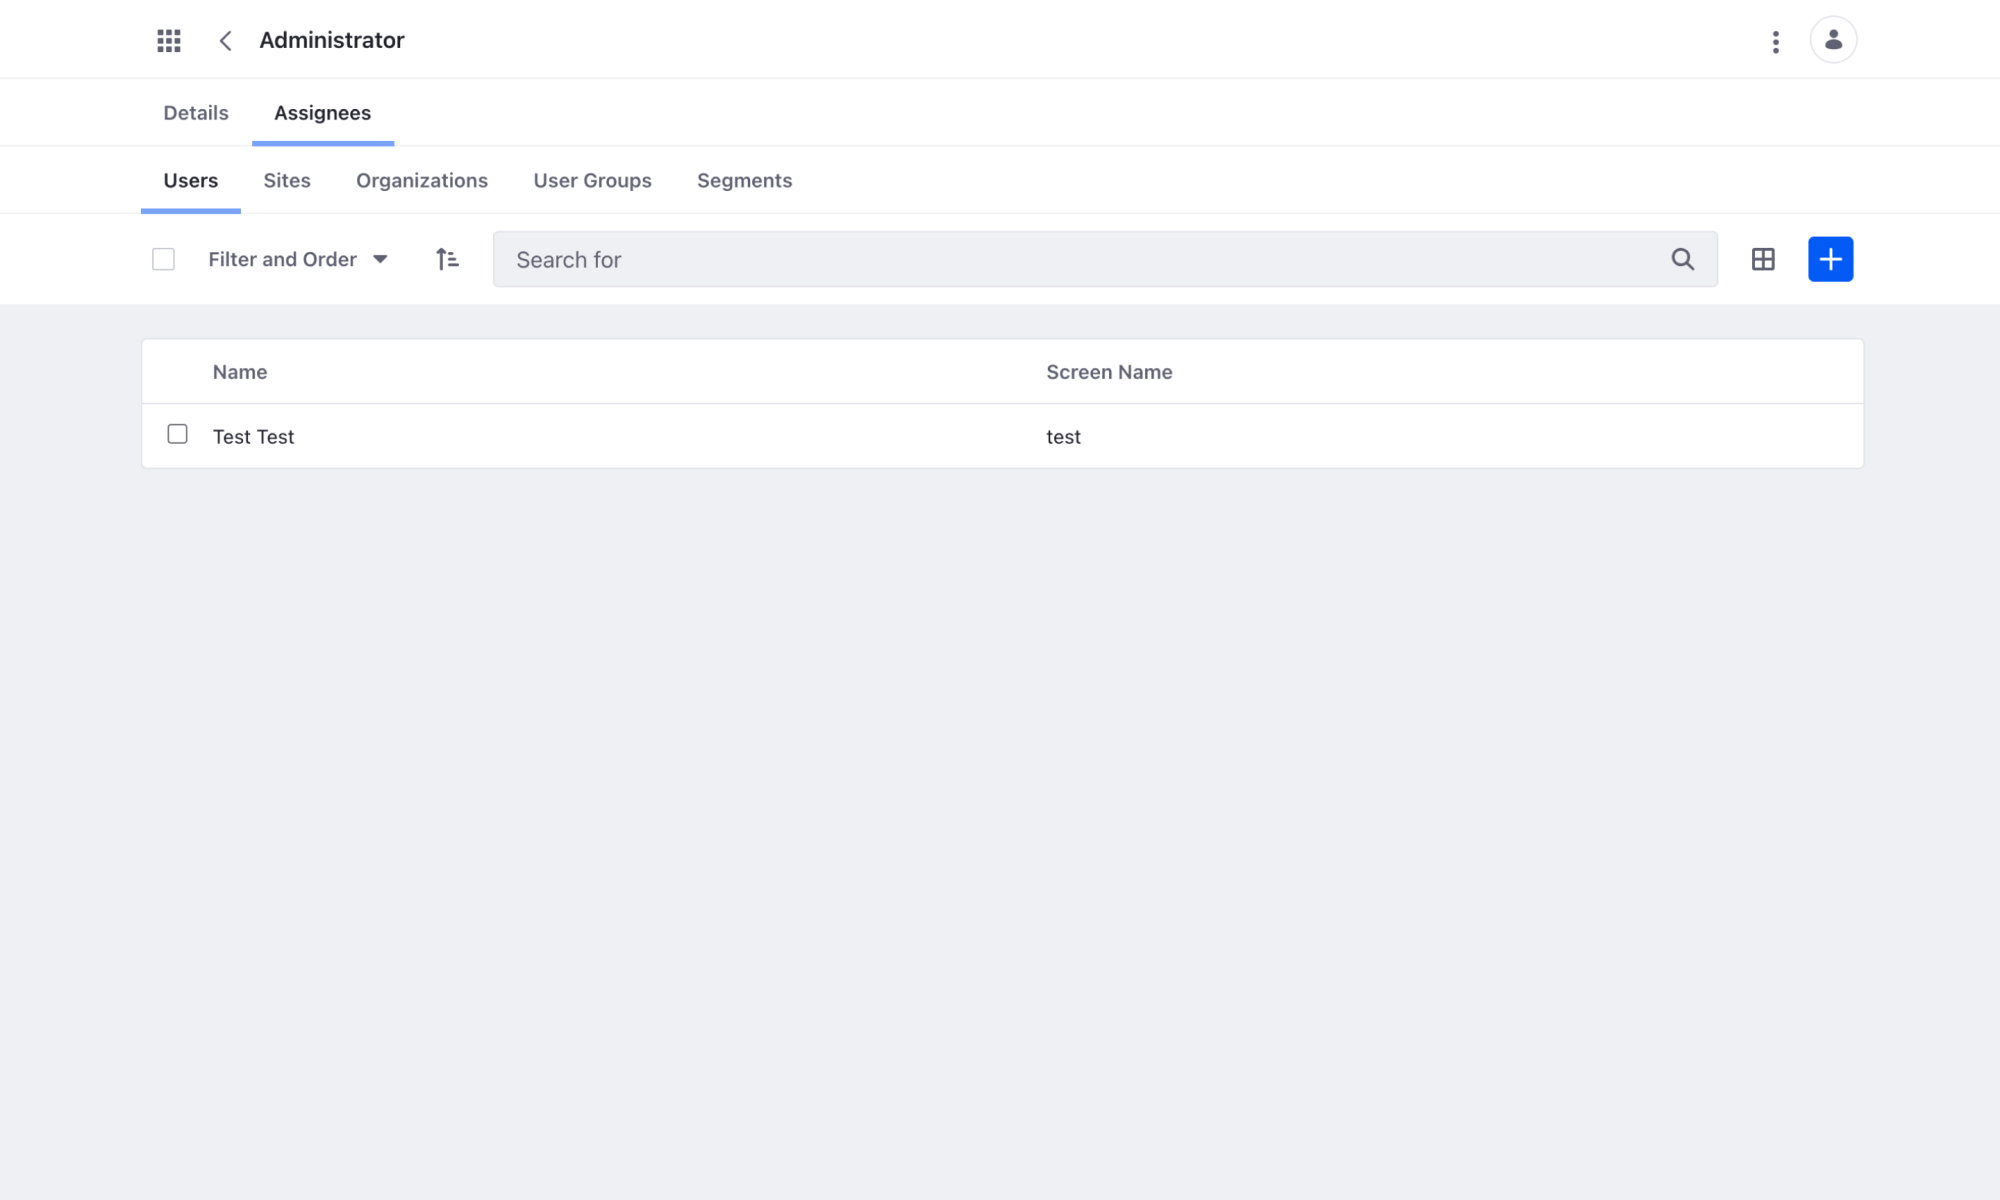 Administrator
Details Assignees
Users Sites Organizations User Groups Segments
Filter and Order Search for
Name Screen Name
Test Test test